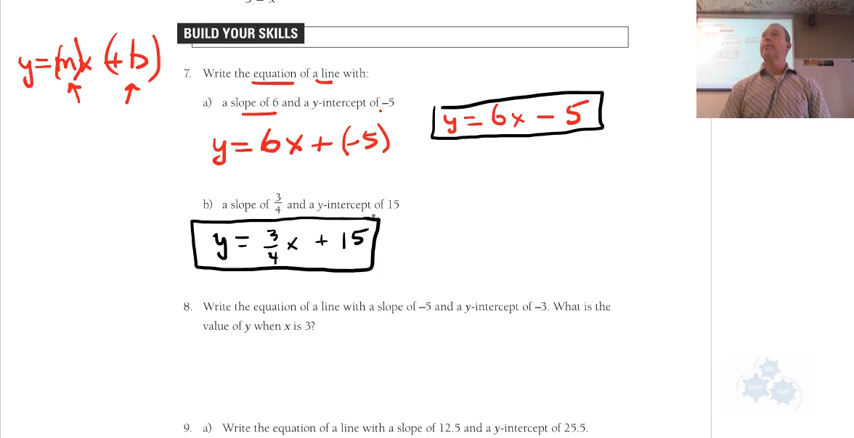 BUILD YOUR SKILLS
y = (m)x (+ b)
7. Write the equation of a line with:
a) a slope of 6 and a y-intercept of –5
y = 6x – 5
y = 6x + (-5)
b) a slope of 3/4 and a y-intercept of 15
y = 3/4 x + 15
8. Write the equation of a line with a slope of –5 and a y-intercept of –3. What is the
value of y when x is 3?
9. a) Write the equation of a line with a slope of 12.5 and a y-intercept of 25.5.